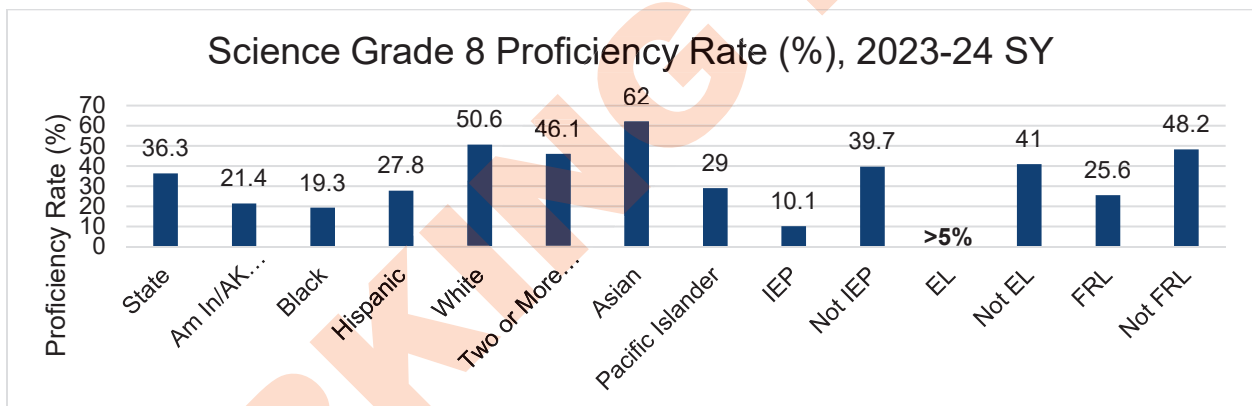 Science Grade 8 Proficiency Rate (%), 2023-24 SY
Proficiency Rate (%)
70
60
50
40
30
20
10
0
36.3
21.4
19.3
27.8
50.6
46.1
62
29
10.1
39.7
>5%
41
25.6
48.2
State
Am In/AK...
Black
Hispanic
White
Two or More...
Asian
Pacific Islander
IEP
Not IEP
EL
Not EL
FRL
Not FRL
RKING